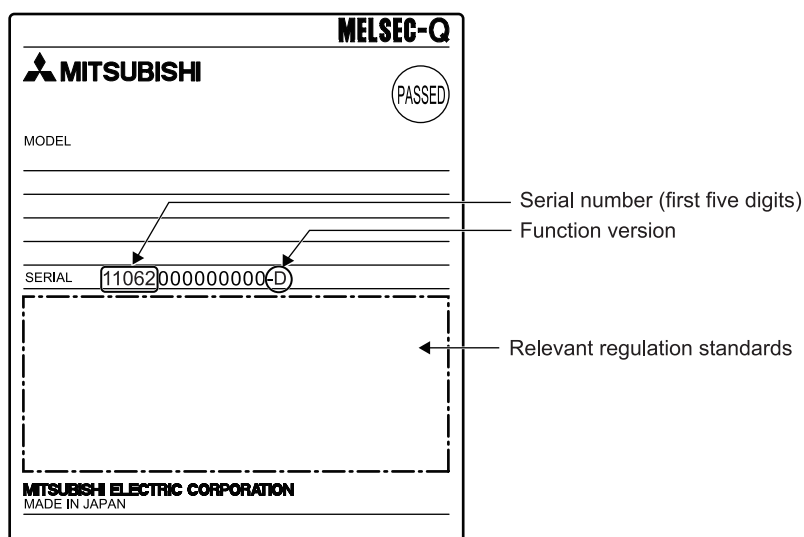 MELSEC-Q
MITSUBISHI
PASSED
MODEL
Serial number (first five digits)
Function version
SERIAL 11062000000000-D
Relevant regulation standards
MITSUBISHI ELECTRIC CORPORATION
MADE IN JAPAN